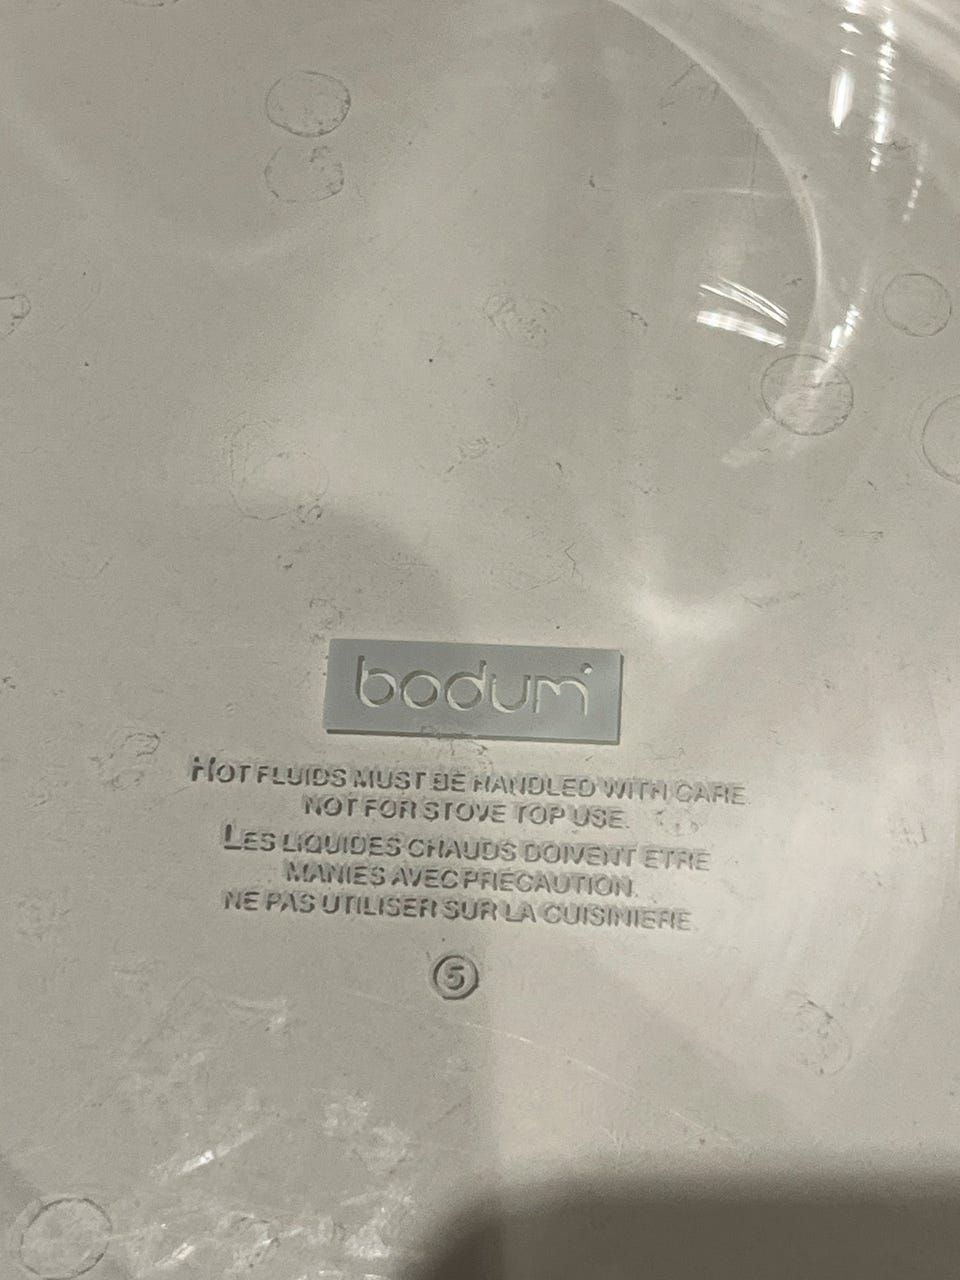 bodum
HOT FLUIDS MUST BE HANDLED WITH CARE.
NOT FOR STOVE TOP USE.
LES LIQUIDES CHAUDS DOIVENT ETRE
MANIES AVEC PRECAUTION.
NE PAS UTILISER SUR LA CUISINIERE.
5